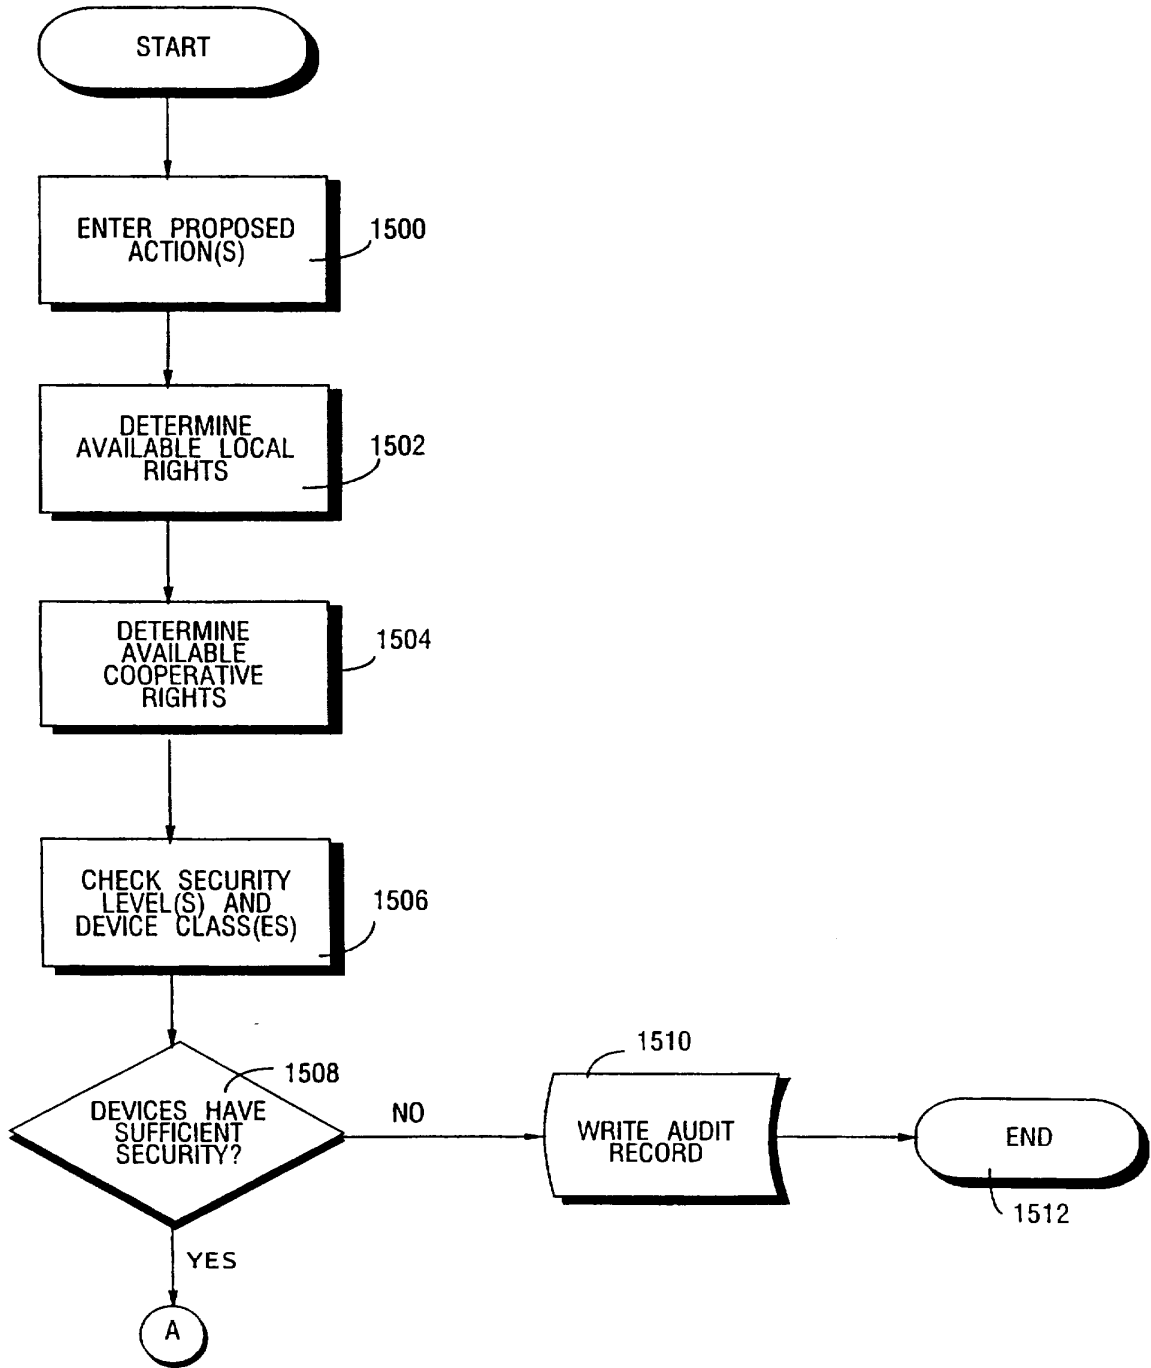 START
ENTER PROPOSED
ACTION(S)
1500
DETERMINE
AVAILABLE LOCAL
RIGHTS
1502
DETERMINE
AVAILABLE
COOPERATIVE
RIGHTS
1504
CHECK SECURITY
LEVEL(S) AND
DEVICE CLASS(ES)
1506
1508
DEVICES HAVE
SUFFICIENT
SECURITY?
NO
1510
WRITE AUDIT
RECORD
END
1512
YES
A